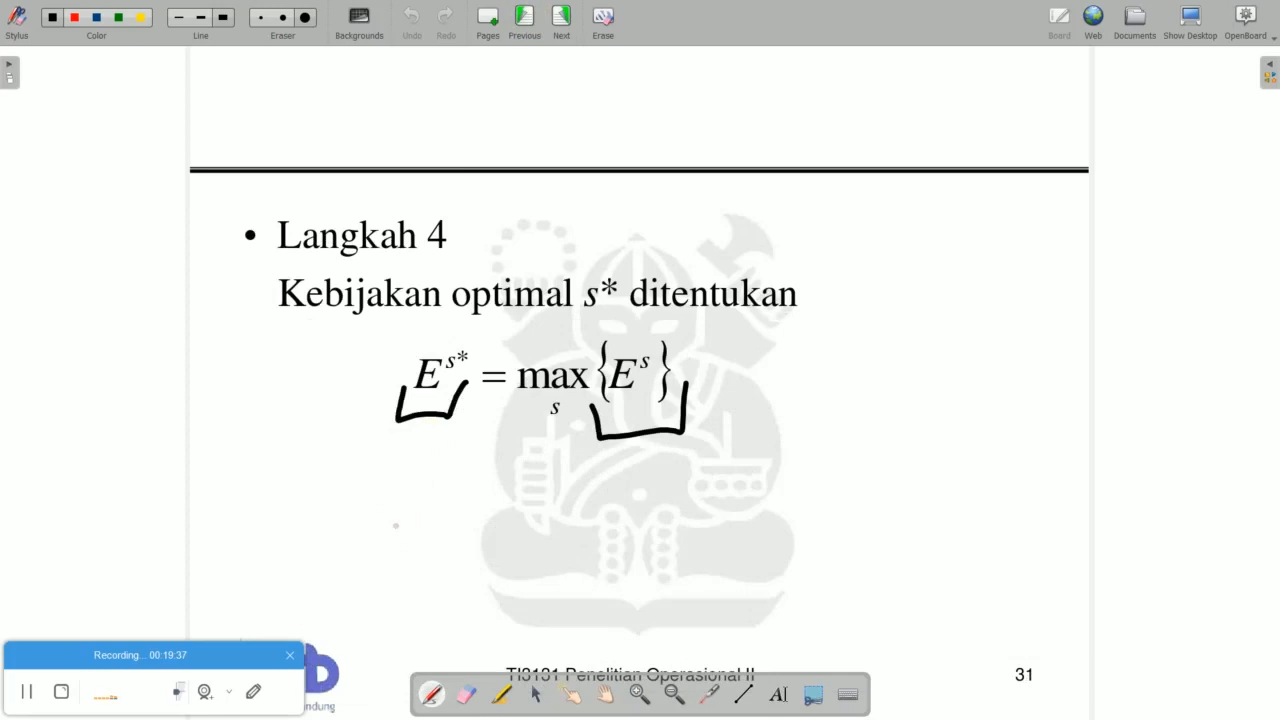 Stylus
Color
Line
Eraser
Backgrounds
Undo
Redo
Pages
Previous
Next
Erase
Board
Web
Documents
Show Desktop
OpenBoard
• Langkah 4
Kebijakan optimal s* ditentukan
E^{s*} = max_s {E^s}
Recording... 00:19:37
TI3131 Penelitian Operasional II
31
AI